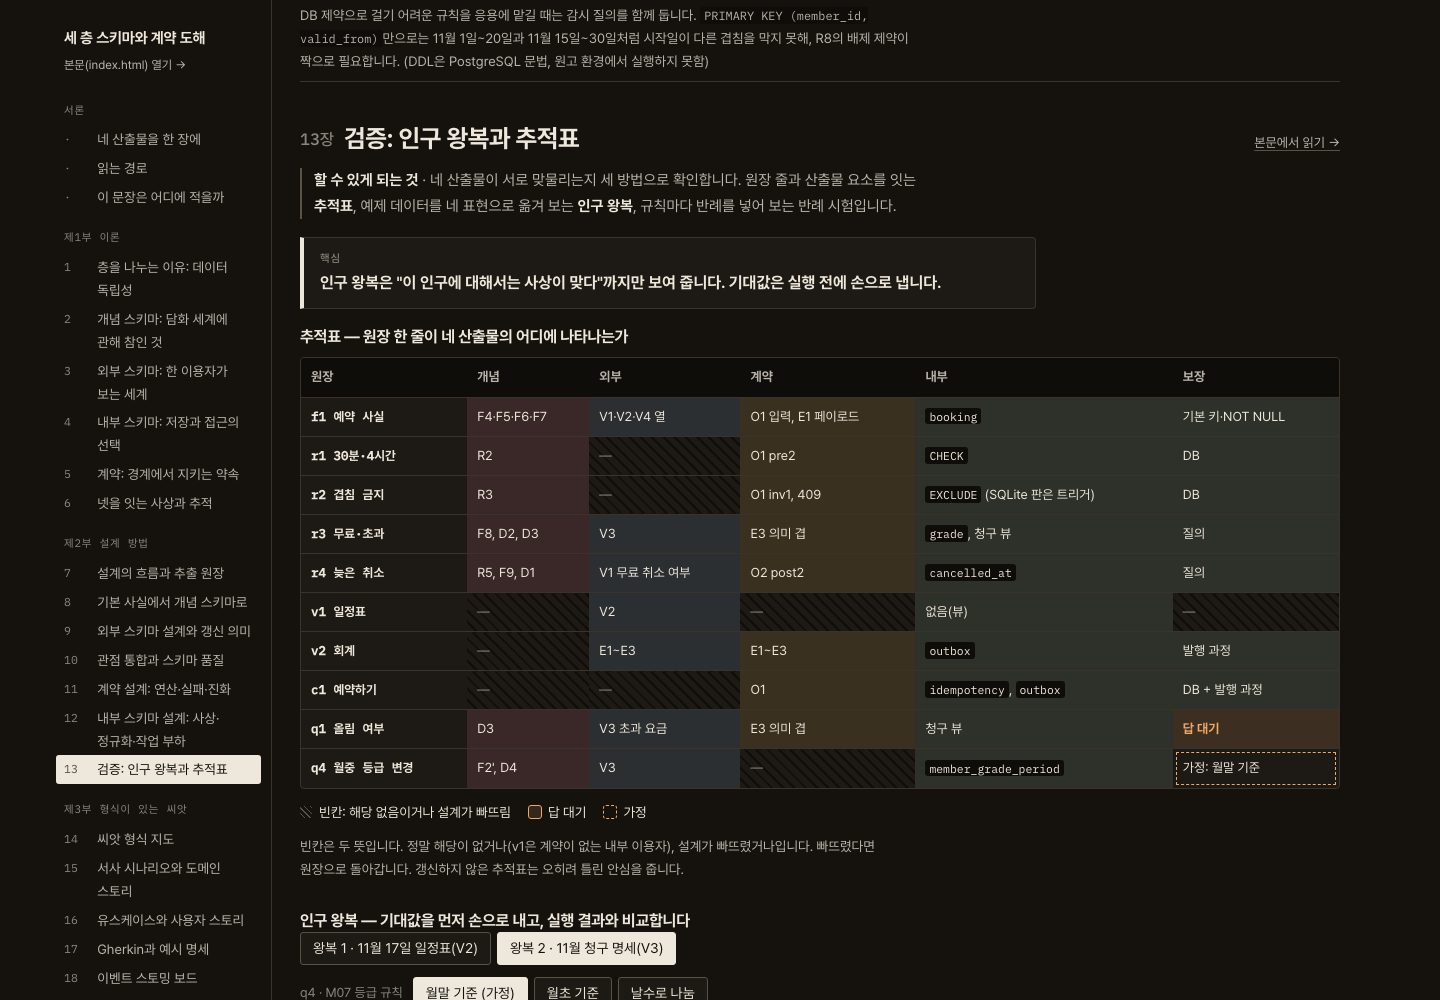 세 층 스키마와 계약 도해
본문(index.html) 열기 →
서론
· 네 산출물을 한 장에
· 읽는 경로
· 이 문장은 어디에 적을까
제1부 이론
1 층을 나누는 이유: 데이터
독립성
2 개념 스키마: 담화 세계에
관해 참인 것
3 외부 스키마: 한 이용자가
보는 세계
4 내부 스키마: 저장과 접근의
선택
5 계약: 경계에서 지키는 약속
6 넷을 잇는 사상과 추적
제2부 설계 방법
7 설계의 흐름과 추출 원장
8 기본 사실에서 개념 스키마로
9 외부 스키마 설계와 갱신 의미
10 관점 통합과 스키마 품질
11 계약 설계: 연산·실패·진화
12 내부 스키마 설계: 사상·
정규화·작업 부하
13 검증: 인구 왕복과 추적표
제3부 형식이 있는 씨앗
14 씨앗 형식 지도
15 서사 시나리오와 도메인
스토리
16 유스케이스와 사용자 스토리
17 Gherkin과 예시 명세
18 이벤트 스토밍 보드
DB 제약으로 걸기 어려운 규칙을 응용에 맡길 때는 감시 질의를 함께 둡니다. PRIMARY KEY (member_id,
valid_from) 만으로는 11월 1일~20일과 11월 15일~30일처럼 시작일이 다른 겹침을 막지 못해, R8의 배제 제약이
짝으로 필요합니다. (DDL은 PostgreSQL 문법, 원고 환경에서 실행하지 못함)
13장 검증: 인구 왕복과 추적표
본문에서 읽기 →
할 수 있게 되는 것 · 네 산출물이 서로 맞물리는지 세 방법으로 확인합니다. 원장 줄과 산출물 요소를 잇는
추적표, 예제 데이터를 네 표현으로 옮겨 보는 인구 왕복, 규칙마다 반례를 넣어 보는 반례 시험입니다.
핵심
인구 왕복은 "이 인구에 대해서는 사상이 맞다"까지만 보여 줍니다. 기대값은 실행 전에 손으로 냅니다.
추적표 — 원장 한 줄이 네 산출물의 어디에 나타나는가
원장 개념 외부 계약 내부 보장
f1 예약 사실 F4·F5·F6·F7 V1·V2·V4 열 O1 입력, E1 페이로드 booking 기본 키·NOT NULL
r1 30분·4시간 R2 — O1 pre2 CHECK DB
r2 겹침 금지 R3 — O1 inv1, 409 EXCLUDE (SQLite 판은 트리거) DB
r3 무료·초과 F8, D2, D3 V3 E3 의미 겹 grade, 청구 뷰 질의
r4 늦은 취소 R5, F9, D1 V1 무료 취소 여부 O2 post2 cancelled_at 질의
v1 일정표 — V2 — 없음(뷰) —
v2 회계 — E1~E3 E1~E3 outbox 발행 과정
c1 예약하기 — — O1 idempotency, outbox DB + 발행 과정
q1 올림 여부 D3 V3 초과 요금 E3 의미 겹 청구 뷰 답 대기
q4 월중 등급 변경 F2', D4 V3 — member_grade_period 가정: 월말 기준
빈칸: 해당 없음이거나 설계가 빠뜨림 답 대기 가정
빈칸은 두 뜻입니다. 정말 해당이 없거나(v1은 계약이 없는 내부 이용자), 설계가 빠뜨렸거나입니다. 빠뜨렸다면
원장으로 돌아갑니다. 갱신하지 않은 추적표는 오히려 틀린 안심을 줍니다.
인구 왕복 — 기대값을 먼저 손으로 내고, 실행 결과와 비교합니다
왕복 1 · 11월 17일 일정표(V2) 왕복 2 · 11월 청구 명세(V3)
q4 · M07 등급 규칙 월말 기준 (가정) 월초 기준 날수로 나눔